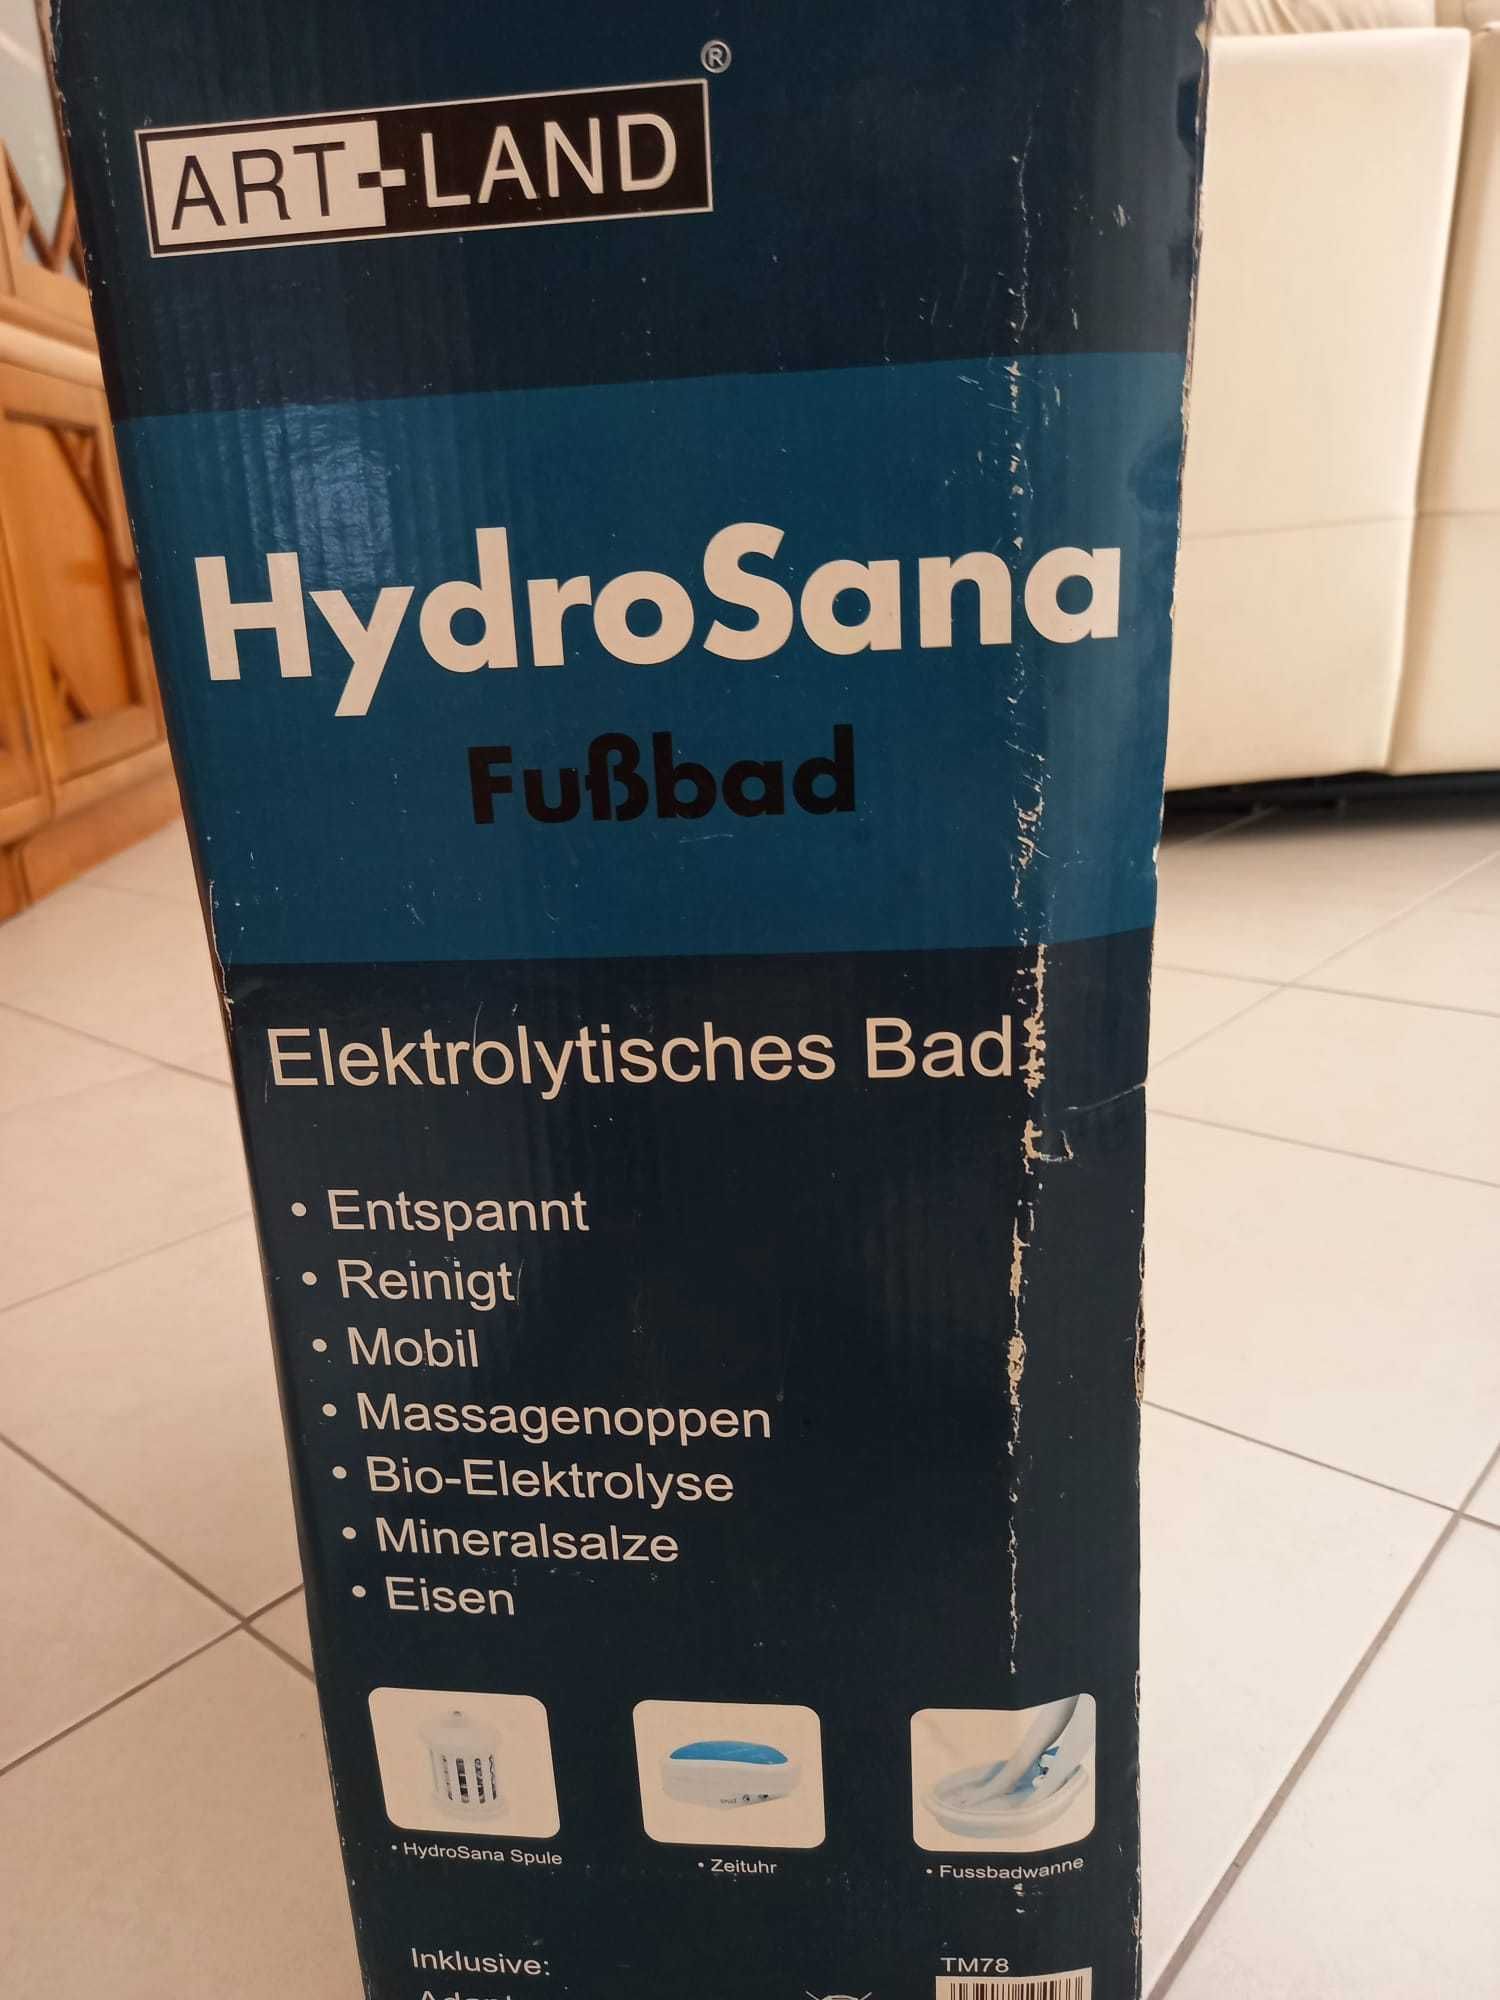 ART-LAND ®
HydroSana
Fußbad
Elektrolytisches Bad
• Entspannt
• Reinigt
• Mobil
• Massagenoppen
• Bio-Elektrolyse
• Mineralsalze
• Eisen
• HydroSana Spule
• Zeituhr
• Fussbadwanne
Inklusive:
TM78